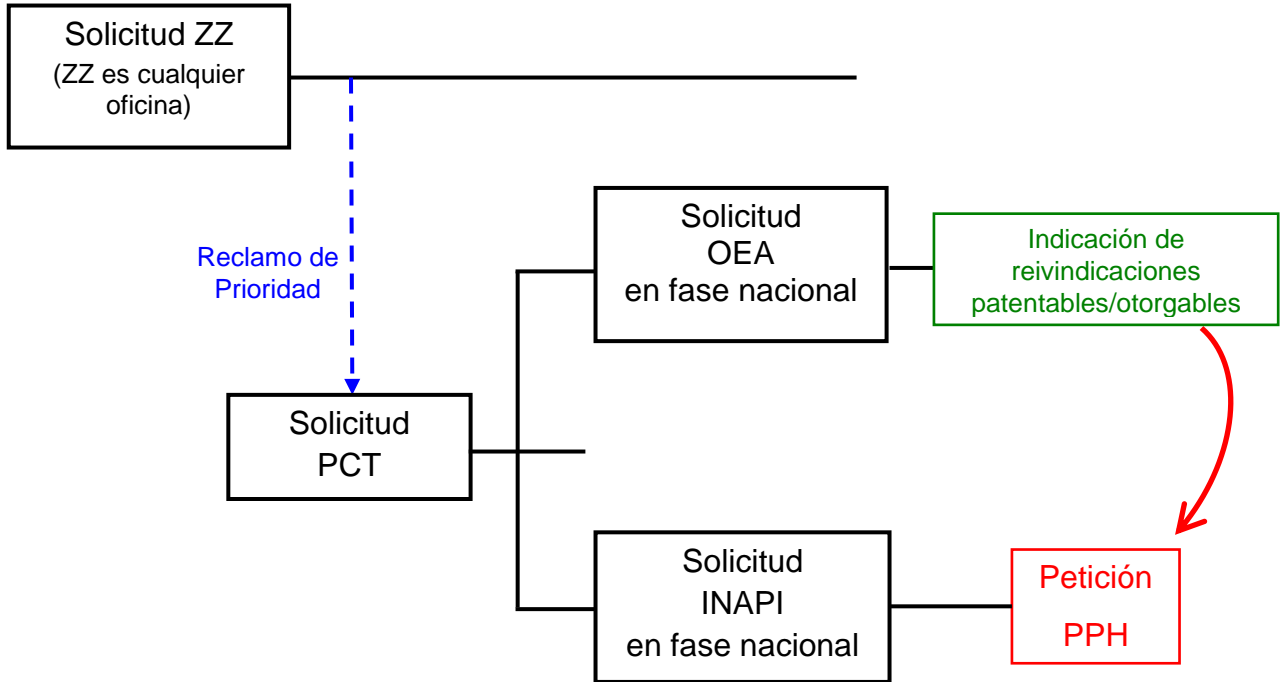 Solicitud ZZ
(ZZ es cualquier
oficina)
Reclamo de
Prioridad
Solicitud
OEA
en fase nacional
Indicación de
reivindicaciones
patentables/otorgables
Solicitud
PCT
Solicitud
INAPI
en fase nacional
Petición
PPH